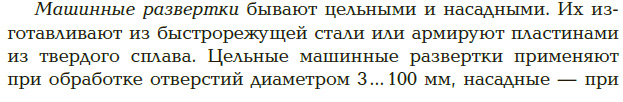 Машинные развертки бывают цельными и насадными. Их из-
готавливают из быстрорежущей стали или армируют пластинами
из твердого сплава. Цельные машинные развертки применяют
при обработке отверстий диаметром 3...100 мм, насадные — при